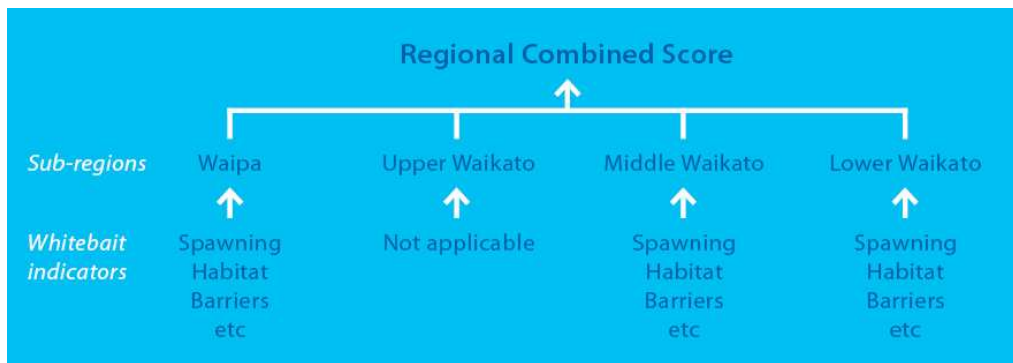 Regional Combined Score
Sub-regions Waipa Upper Waikato Middle Waikato Lower Waikato
Whitebait Spawning Not applicable Spawning Spawning
indicators Habitat Habitat Habitat
Barriers Barriers Barriers
etc etc etc